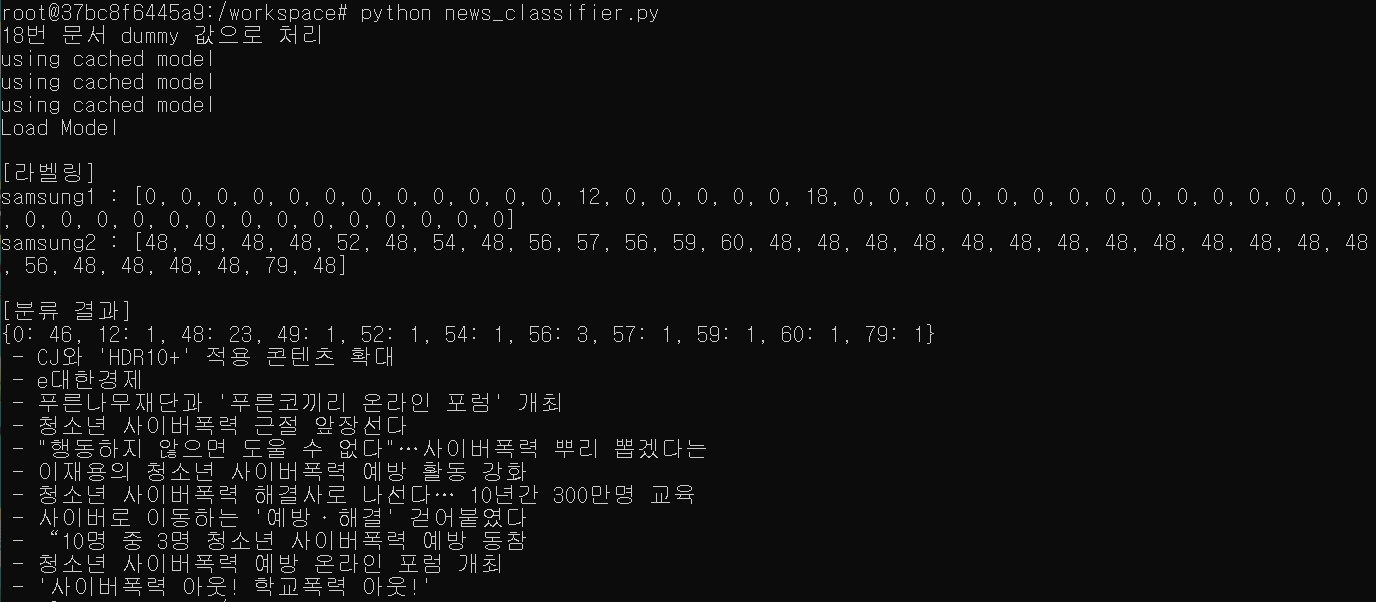 root@37bc8f6445a9:/workspace# python news_classifier.py
18번 문서 dummy 값으로 처리
using cached model
using cached model
using cached model
Load Model
[라벨링]
samsung1 : [0, 0, 0, 0, 0, 0, 0, 0, 0, 0, 0, 0, 12, 0, 0, 0, 0, 0, 18, 0, 0, 0, 0, 0, 0, 0, 0, 0, 0, 0, 0, 0, 0, 0
, 0, 0, 0, 0, 0, 0, 0, 0, 0, 0, 0, 0, 0, 0]
samsung2 : [48, 49, 48, 48, 52, 48, 54, 48, 56, 57, 56, 59, 60, 48, 48, 48, 48, 48, 48, 48, 48, 48, 48, 48, 48, 48
, 56, 48, 48, 48, 48, 79, 48]
[분류 결과]
{0: 46, 12: 1, 48: 23, 49: 1, 52: 1, 54: 1, 56: 3, 57: 1, 59: 1, 60: 1, 79: 1}
- CJ와 'HDR10+' 적용 콘텐츠 확대
- e대한경제
- 푸른나무재단과 '푸른코끼리 온라인 포럼' 개최
- 청소년 사이버폭력 근절 앞장선다
- "행동하지 않으면 도울 수 없다"…사이버폭력 뿌리 뽑겠다는
- 이재용의 청소년 사이버폭력 예방 활동 강화
- 청소년 사이버폭력 해결사로 나선다… 10년간 300만명 교육
- 사이버로 이동하는 '예방·해결' 걷어붙였다
- “10명 중 3명 청소년 사이버폭력 예방 동참
- 청소년 사이버폭력 예방 온라인 포럼 개최
- '사이버폭력 아웃! 학교폭력 아웃!'